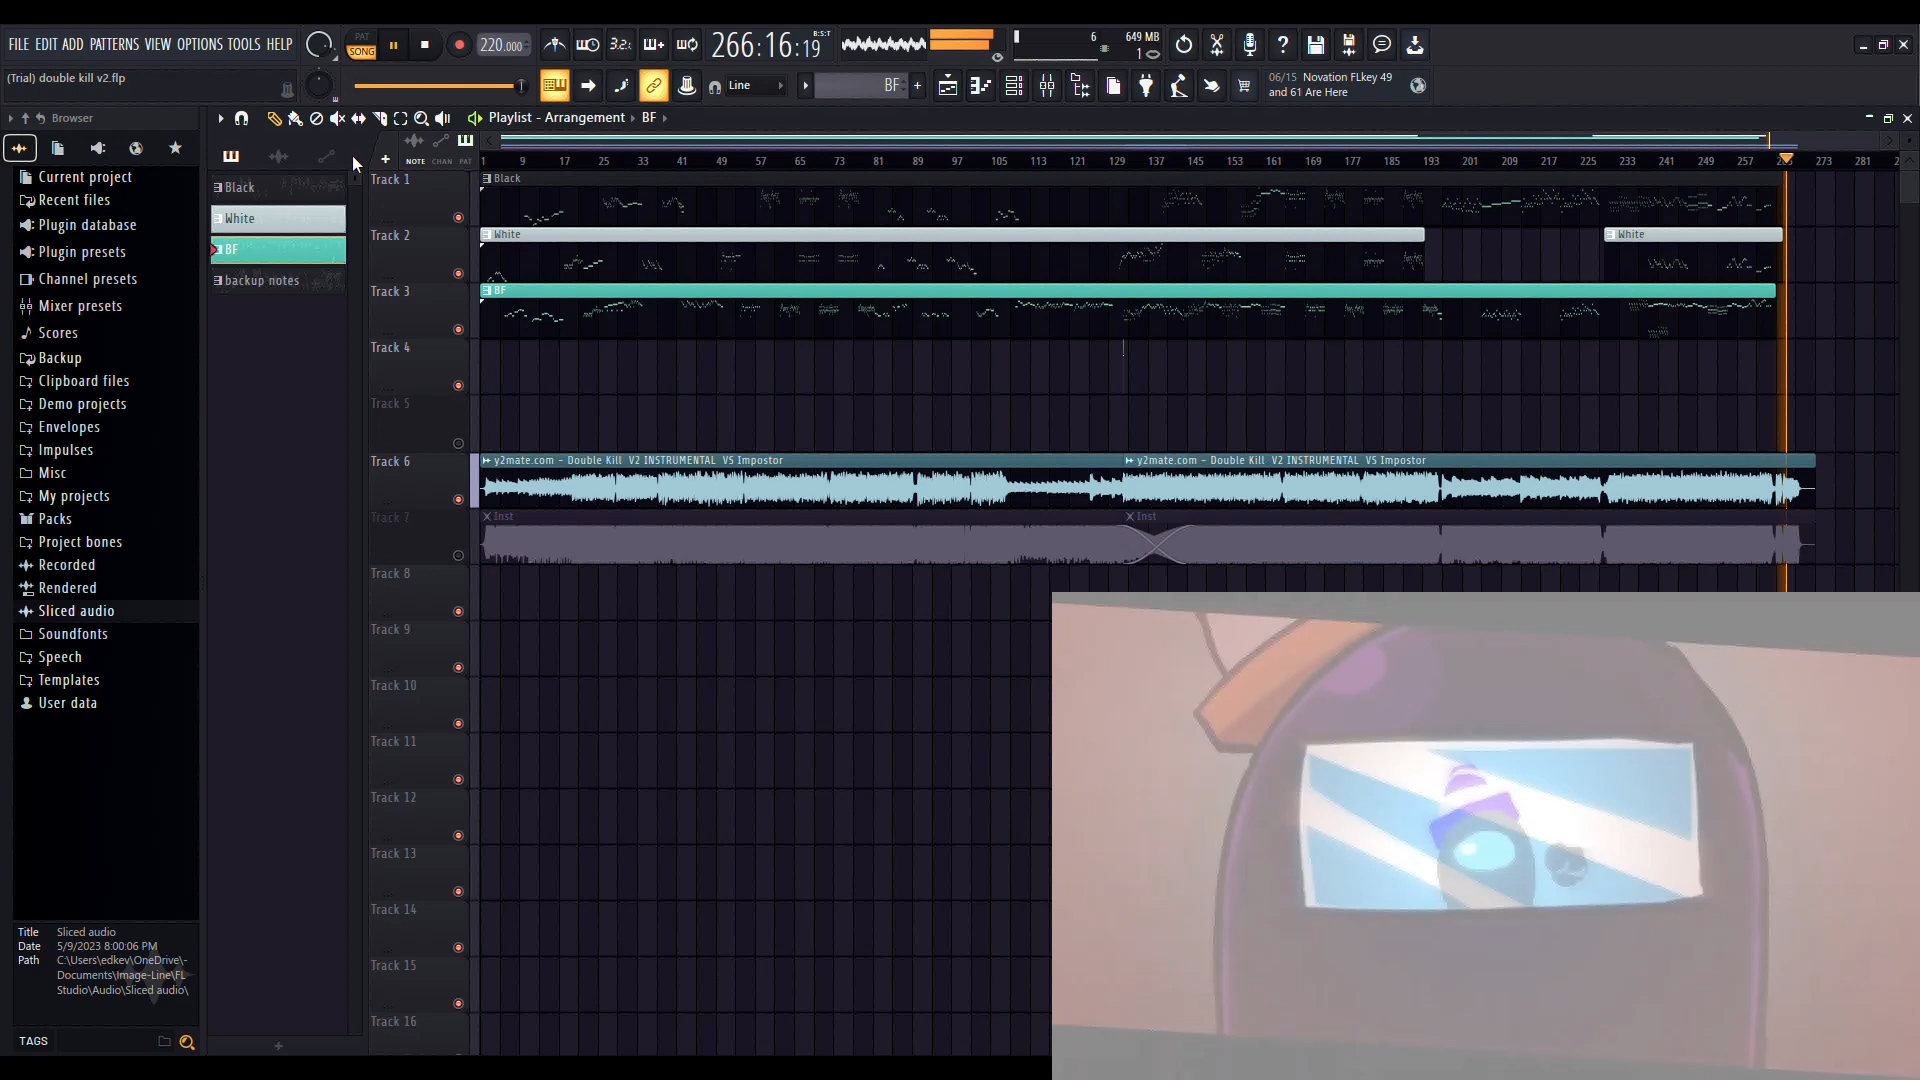 FILE EDIT ADD PATTERNS VIEW OPTIONS TOOLS HELP
PAT
SONG
220.000
3.2.
266:16:19
B:S:T
6
649 MB
1
(Trial) double kill v2.flp
Line
BF
06/15 Novation FLkey 49
and 61 Are Here
Browser
Playlist - Arrangement
BF
NOTE CHAN PAT
1 9 17 25 33 41 49 57 65 73 81 89 97 105 113 121 129 137 145 153 161 169 177 185 193 201 209 217 225 233 241 249 257 273 281
Current project
Recent files
Plugin database
Plugin presets
Channel presets
Mixer presets
Scores
Backup
Clipboard files
Demo projects
Envelopes
Impulses
Misc
My projects
Packs
Project bones
Recorded
Rendered
Sliced audio
Soundfonts
Speech
Templates
User data
Black
White
BF
backup notes
Track 1
Black
Track 2
White
White
Track 3
BF
Track 4
Track 5
Track 6
y2mate.com - Double Kill V2 INSTRUMENTAL VS Impostor
y2mate.com - Double Kill V2 INSTRUMENTAL VS Impostor
Track 7
Inst
Inst
Track 8
Track 9
Track 10
Track 11
Track 12
Track 13
Track 14
Track 15
Track 16
Title Sliced audio
Date 5/9/2023 8:00:06 PM
Path C:\Users\edkev\OneDrive\-
Documents\Image-Line\FL
Studio\Audio\Sliced audio\
TAGS